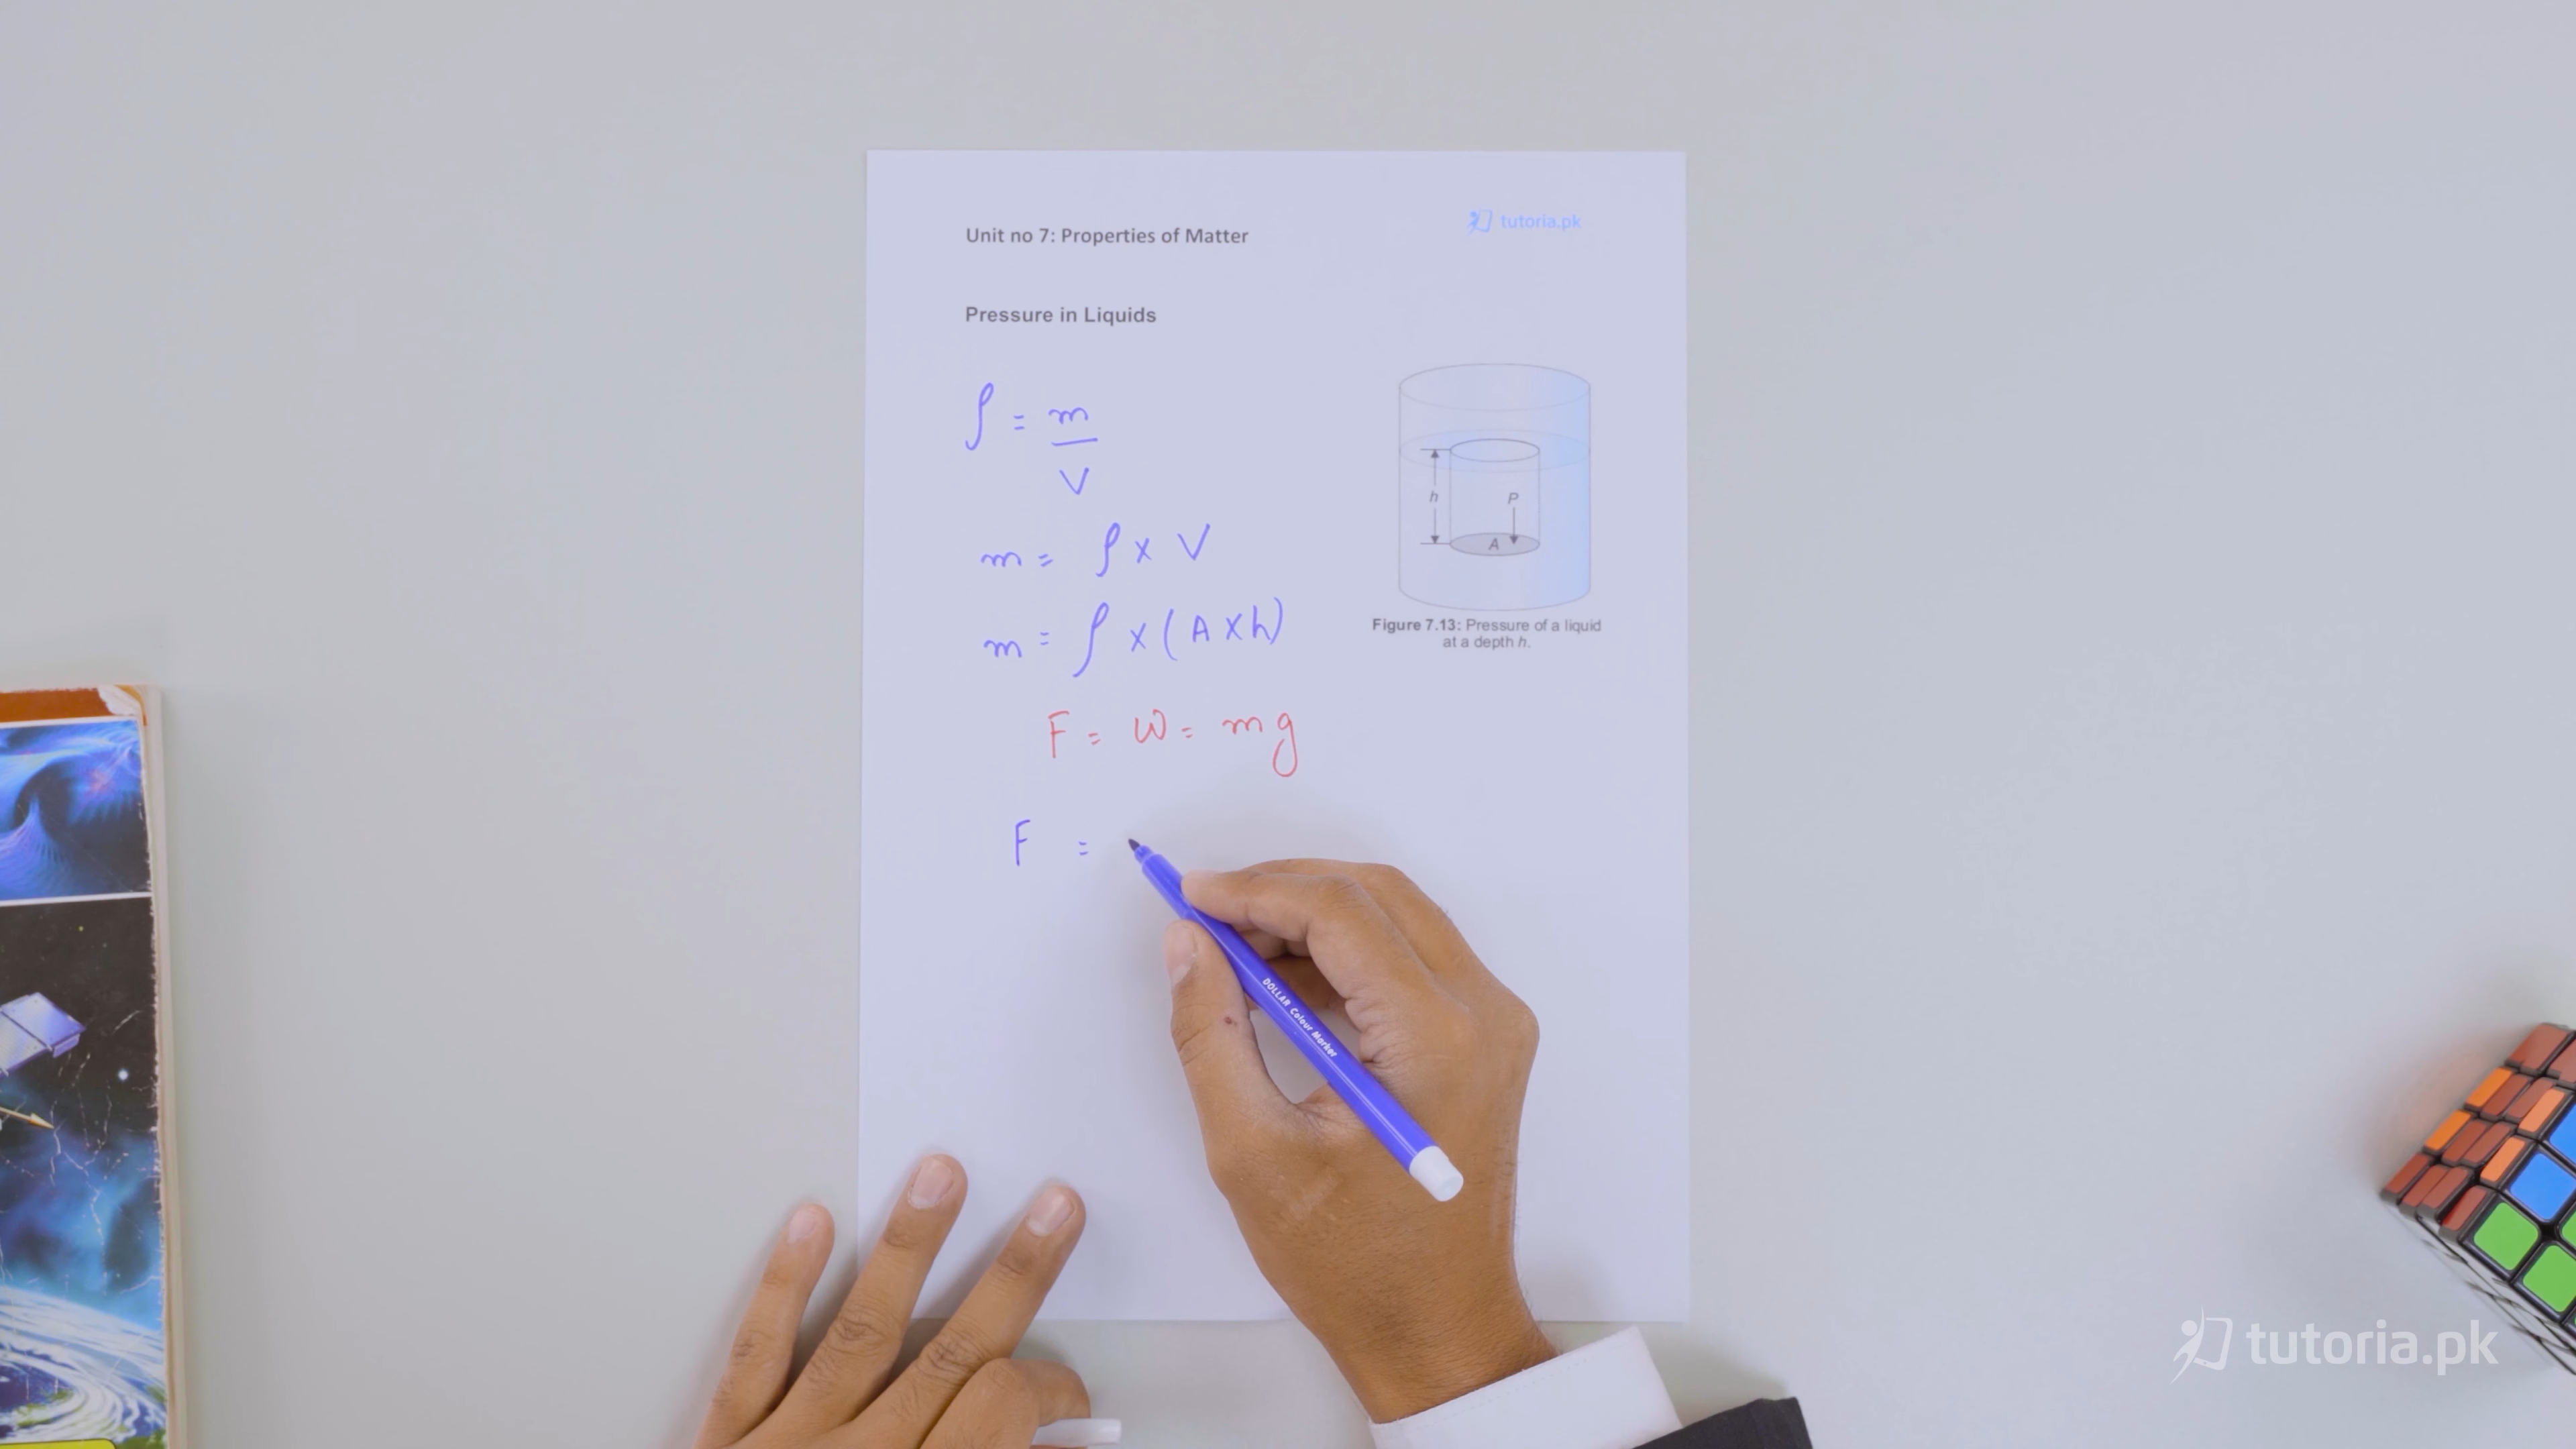 Unit no 7: Properties of Matter
tutoria.pk
Pressure in Liquids
ρ = m
V
m = ρ x V
m = ρ x (A x h)
F = W = mg
F =
h
P
A
Figure 7.13: Pressure of a liquid
at a depth h.
DOLLAR Colour Marker
tutoria.pk